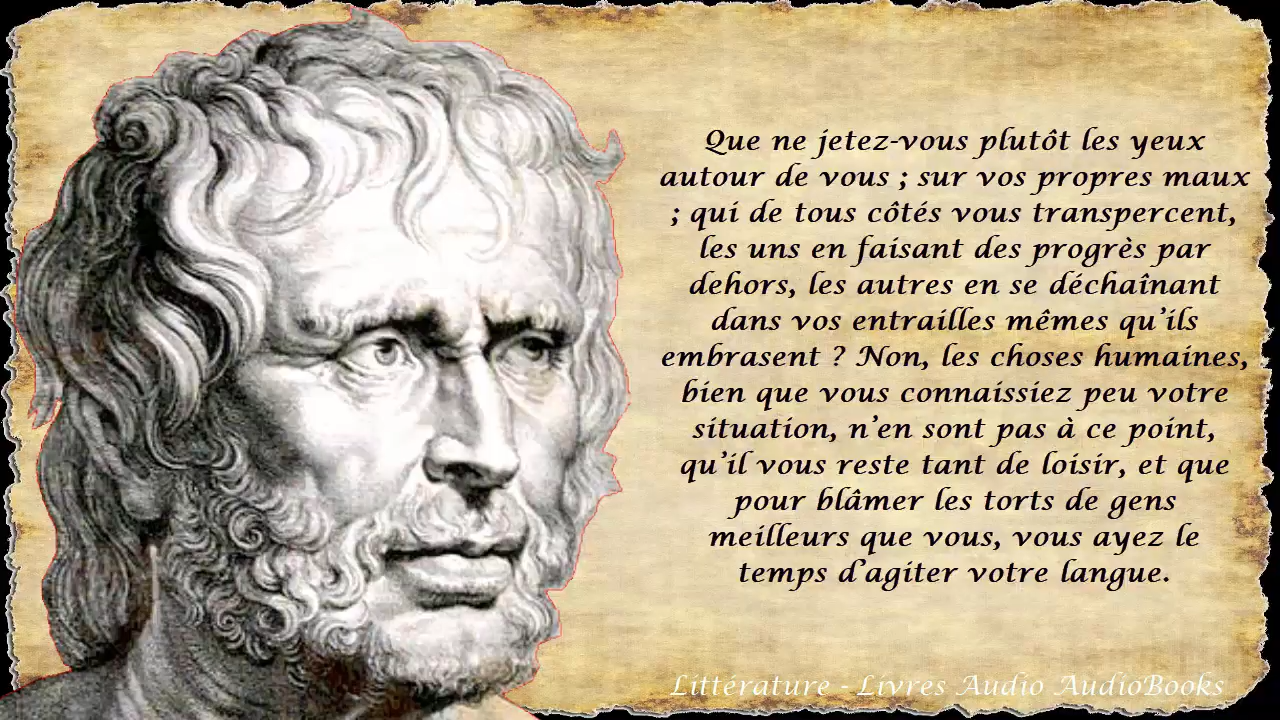 Que ne jetez-vous plutôt les yeux
autour de vous ; sur vos propres maux
; qui de tous côtés vous transpercent,
les uns en faisant des progrès par
dehors, les autres en se déchaînant
dans vos entrailles mêmes qu’ils
embrasent ? Non, les choses humaines,
bien que vous connaissiez peu votre
situation, n’en sont pas à ce point,
qu’il vous reste tant de loisir, et que
pour blâmer les torts de gens
meilleurs que vous, vous ayez le
temps d’agiter votre langue.
Littérature - Livres Audio AudioBooks